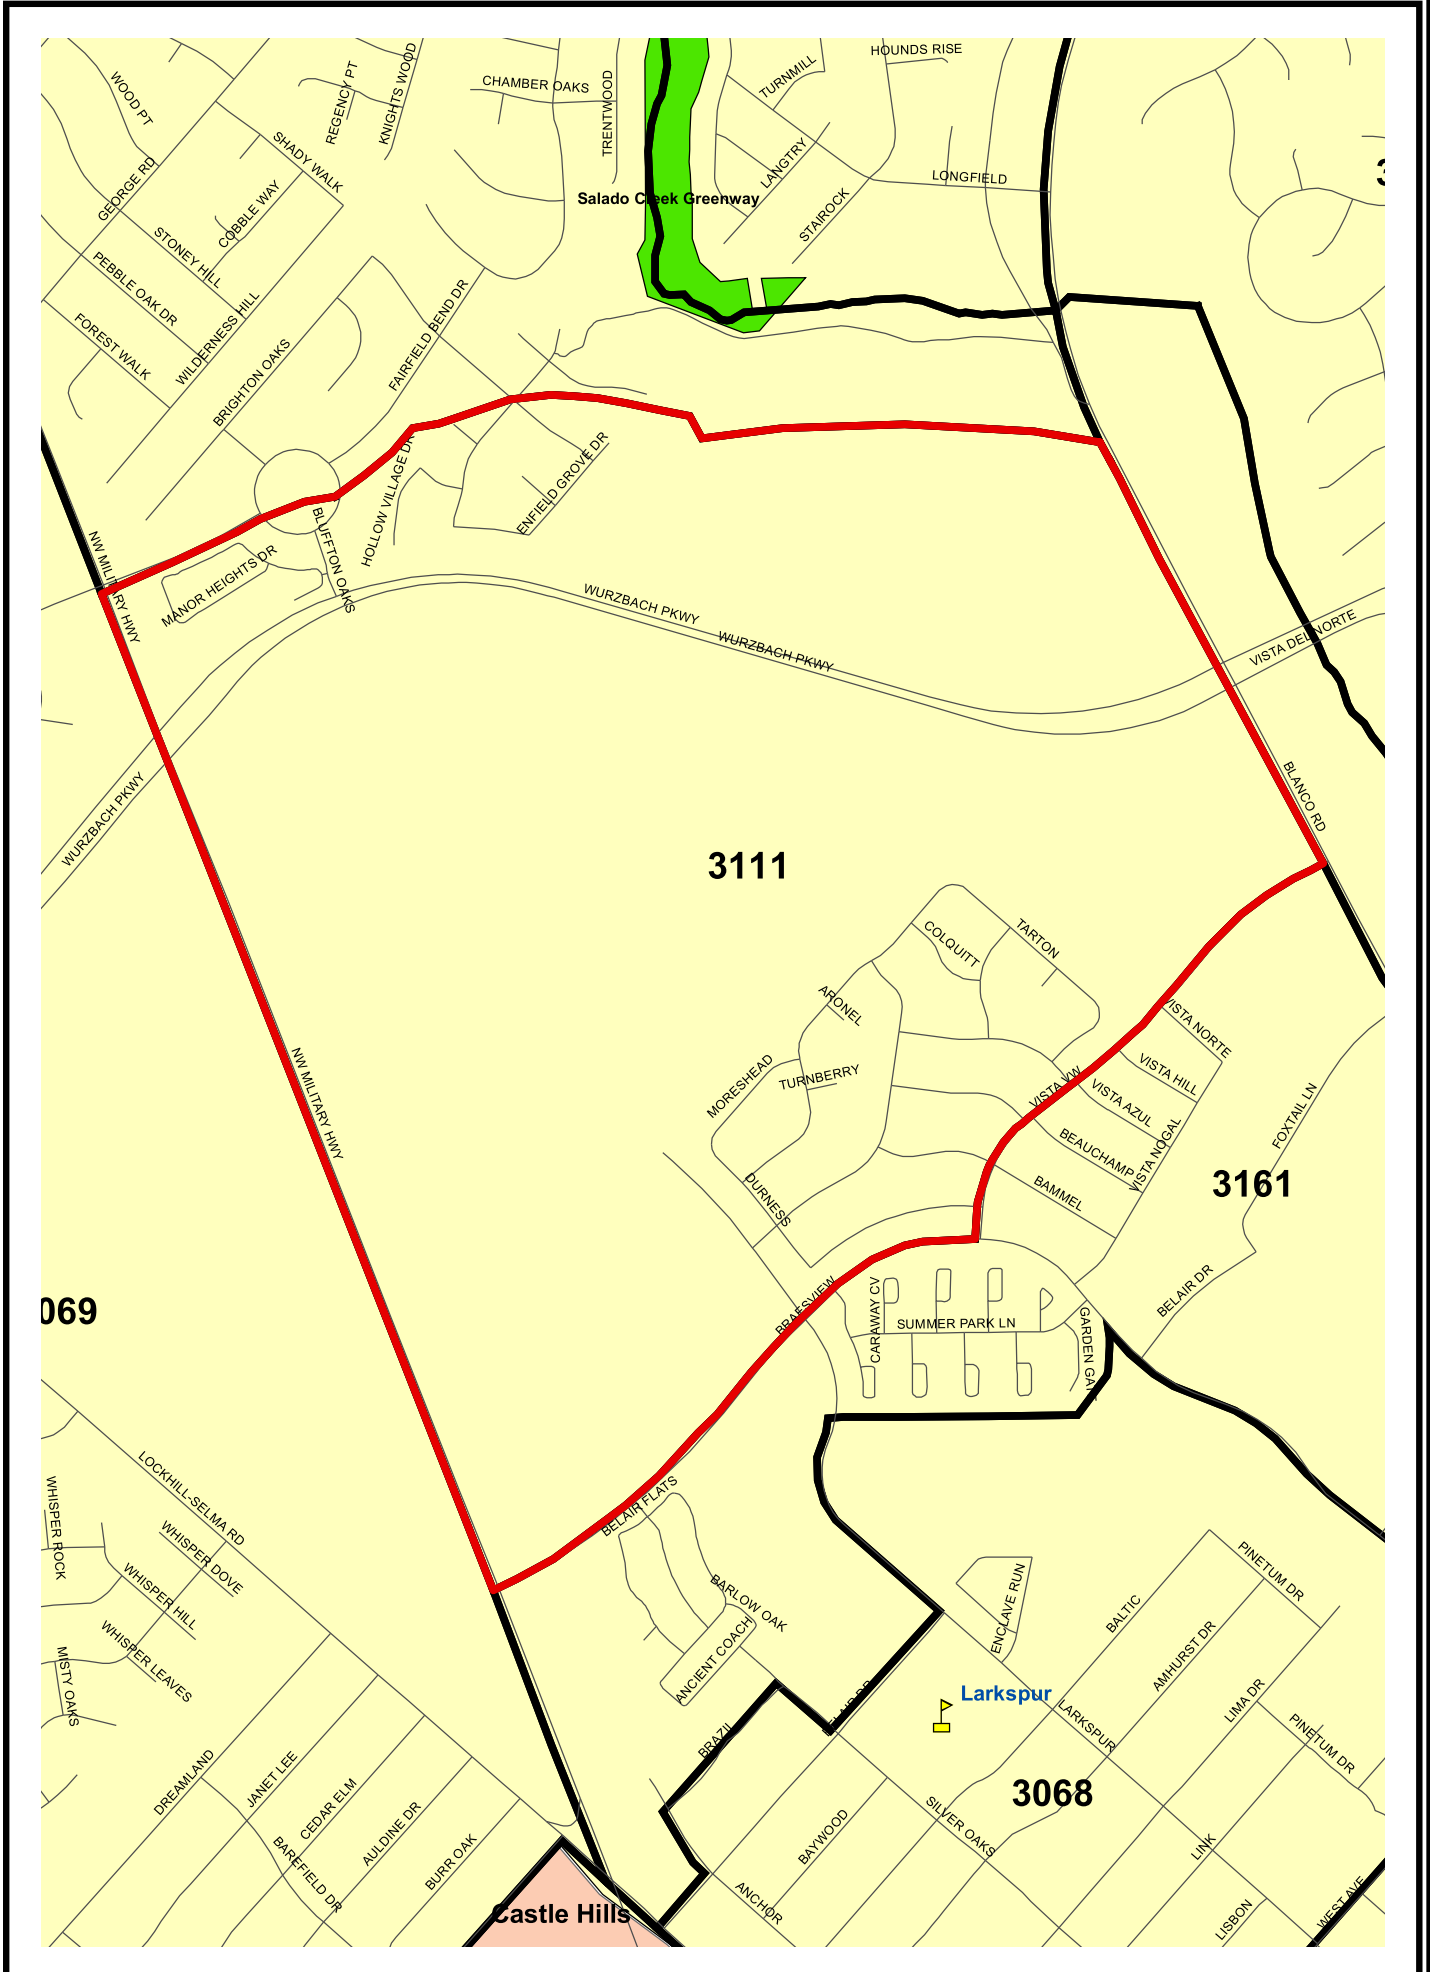 HOUNDS RISE
WOOD PT
REGENCY PT
KNIGHTS WOOD
CHAMBER OAKS
TRENTWOOD
TURNMILL
SHADY WALK
LANGTRY
LONGFIELD
GEORGE RD
COBBLE WAY
Salado Creek Greenway
STAIROCK
STONEY HILL
PEBBLE OAK DR
FOREST WALK
WILDERNESS HILL
BRIGHTON OAKS
FAIRFIELD BEND DR
HOLLOW VILLAGE DR
ENFIELD GROVE DR
BLUFFTON OAKS
NW MILITARY HWY
MANOR HEIGHTS DR
WURZBACH PKWY
WURZBACH PKWY
VISTA DEL NORTE
WURZBACH PKWY
BLANCO RD
3111
COLQUITT
TARTON
ARONEL
VISTA NORTE
NW MILITARY HWY
MORESHEAD
TURNBERRY
VISTA VW
VISTA HILL
VISTA AZUL
BEAUCHAMP
VISTA NOGAL
FOXTAIL LN
3161
DURNESS
BAMMEL
069
BRAESVIEW
CARAWAY CV
SUMMER PARK LN
GARDEN GA
BELAIR DR
LOCKHILL-SELMA RD
WHISPER ROCK
WHISPER DOVE
WHISPER HILL
WHISPER LEAVES
MISTY OAKS
BELAIR FLATS
BARLOW OAK
ANCIENT COACH
ENCLAVE RUN
BALTIC
PINETUM DR
AMHURST DR
Larkspur
LARKSPUR
LIMA DR
PINETUM DR
BELAIR DR
BRAZIL
3068
DREAMLAND
JANET LEE
CEDAR ELM
AULDINE DR
BURR OAK
BAREFIELD DR
BAYWOOD
SILVER OAKS
LINK
ANCHOR
Castle Hills
LISBON
WEST AVE